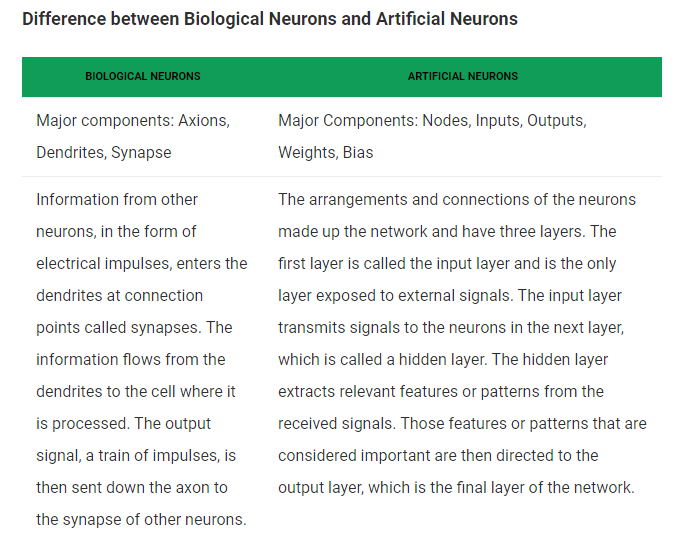 Difference between Biological Neurons and Artificial Neurons
BIOLOGICAL NEURONS
ARTIFICIAL NEURONS
Major components: Axions,
Dendrites, Synapse
Major Components: Nodes, Inputs, Outputs,
Weights, Bias
Information from other
neurons, in the form of
electrical impulses, enters the
dendrites at connection
points called synapses. The
information flows from the
dendrites to the cell where it
is processed. The output
signal, a train of impulses, is
then sent down the axon to
the synapse of other neurons.
The arrangements and connections of the neurons
made up the network and have three layers. The
first layer is called the input layer and is the only
layer exposed to external signals. The input layer
transmits signals to the neurons in the next layer,
which is called a hidden layer. The hidden layer
extracts relevant features or patterns from the
received signals. Those features or patterns that are
considered important are then directed to the
output layer, which is the final layer of the network.